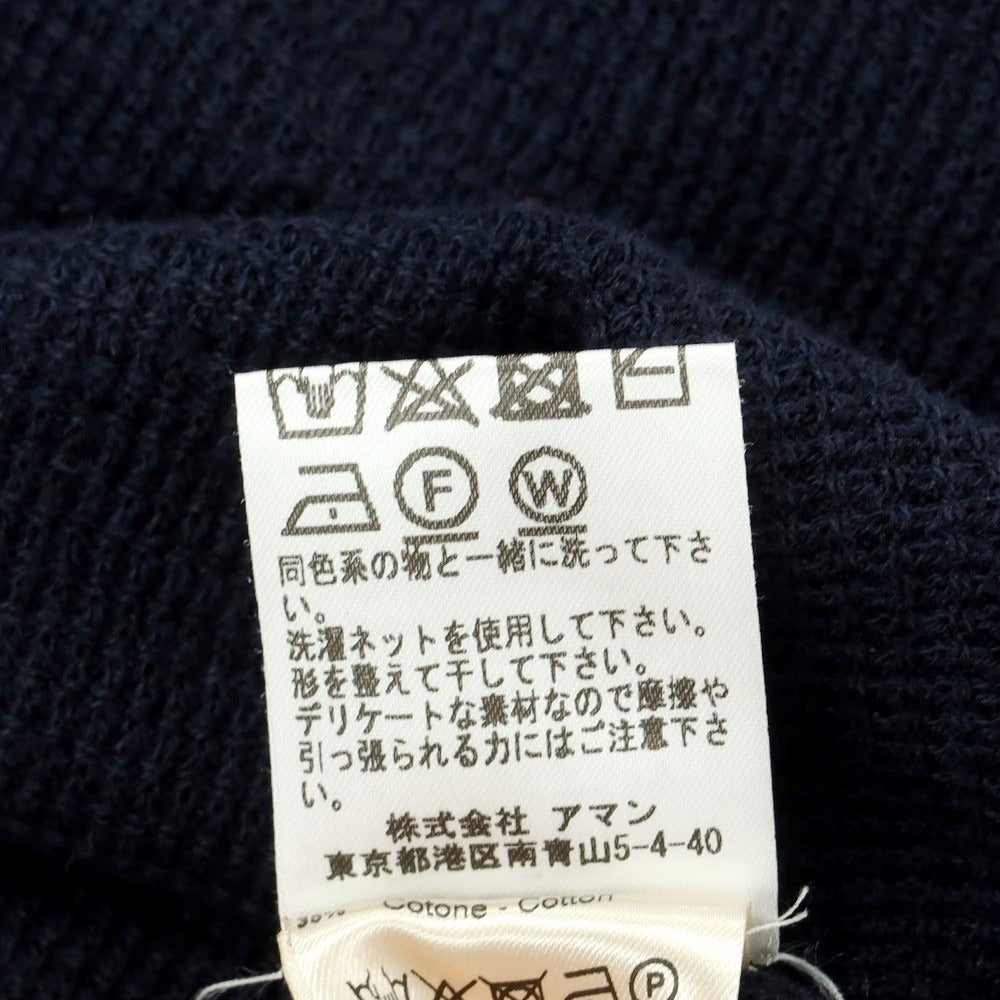 F W
同色系の物と一緒に洗って下さ
い。
洗濯ネットを使用して下さい。
形を整えて干して下さい。
デリケートな素材なので摩擦や
引っ張られる力にはご注意下さ
い。
株式会社 アマン
東京都港区南青山5-4-40
Cotone - Cotton
P